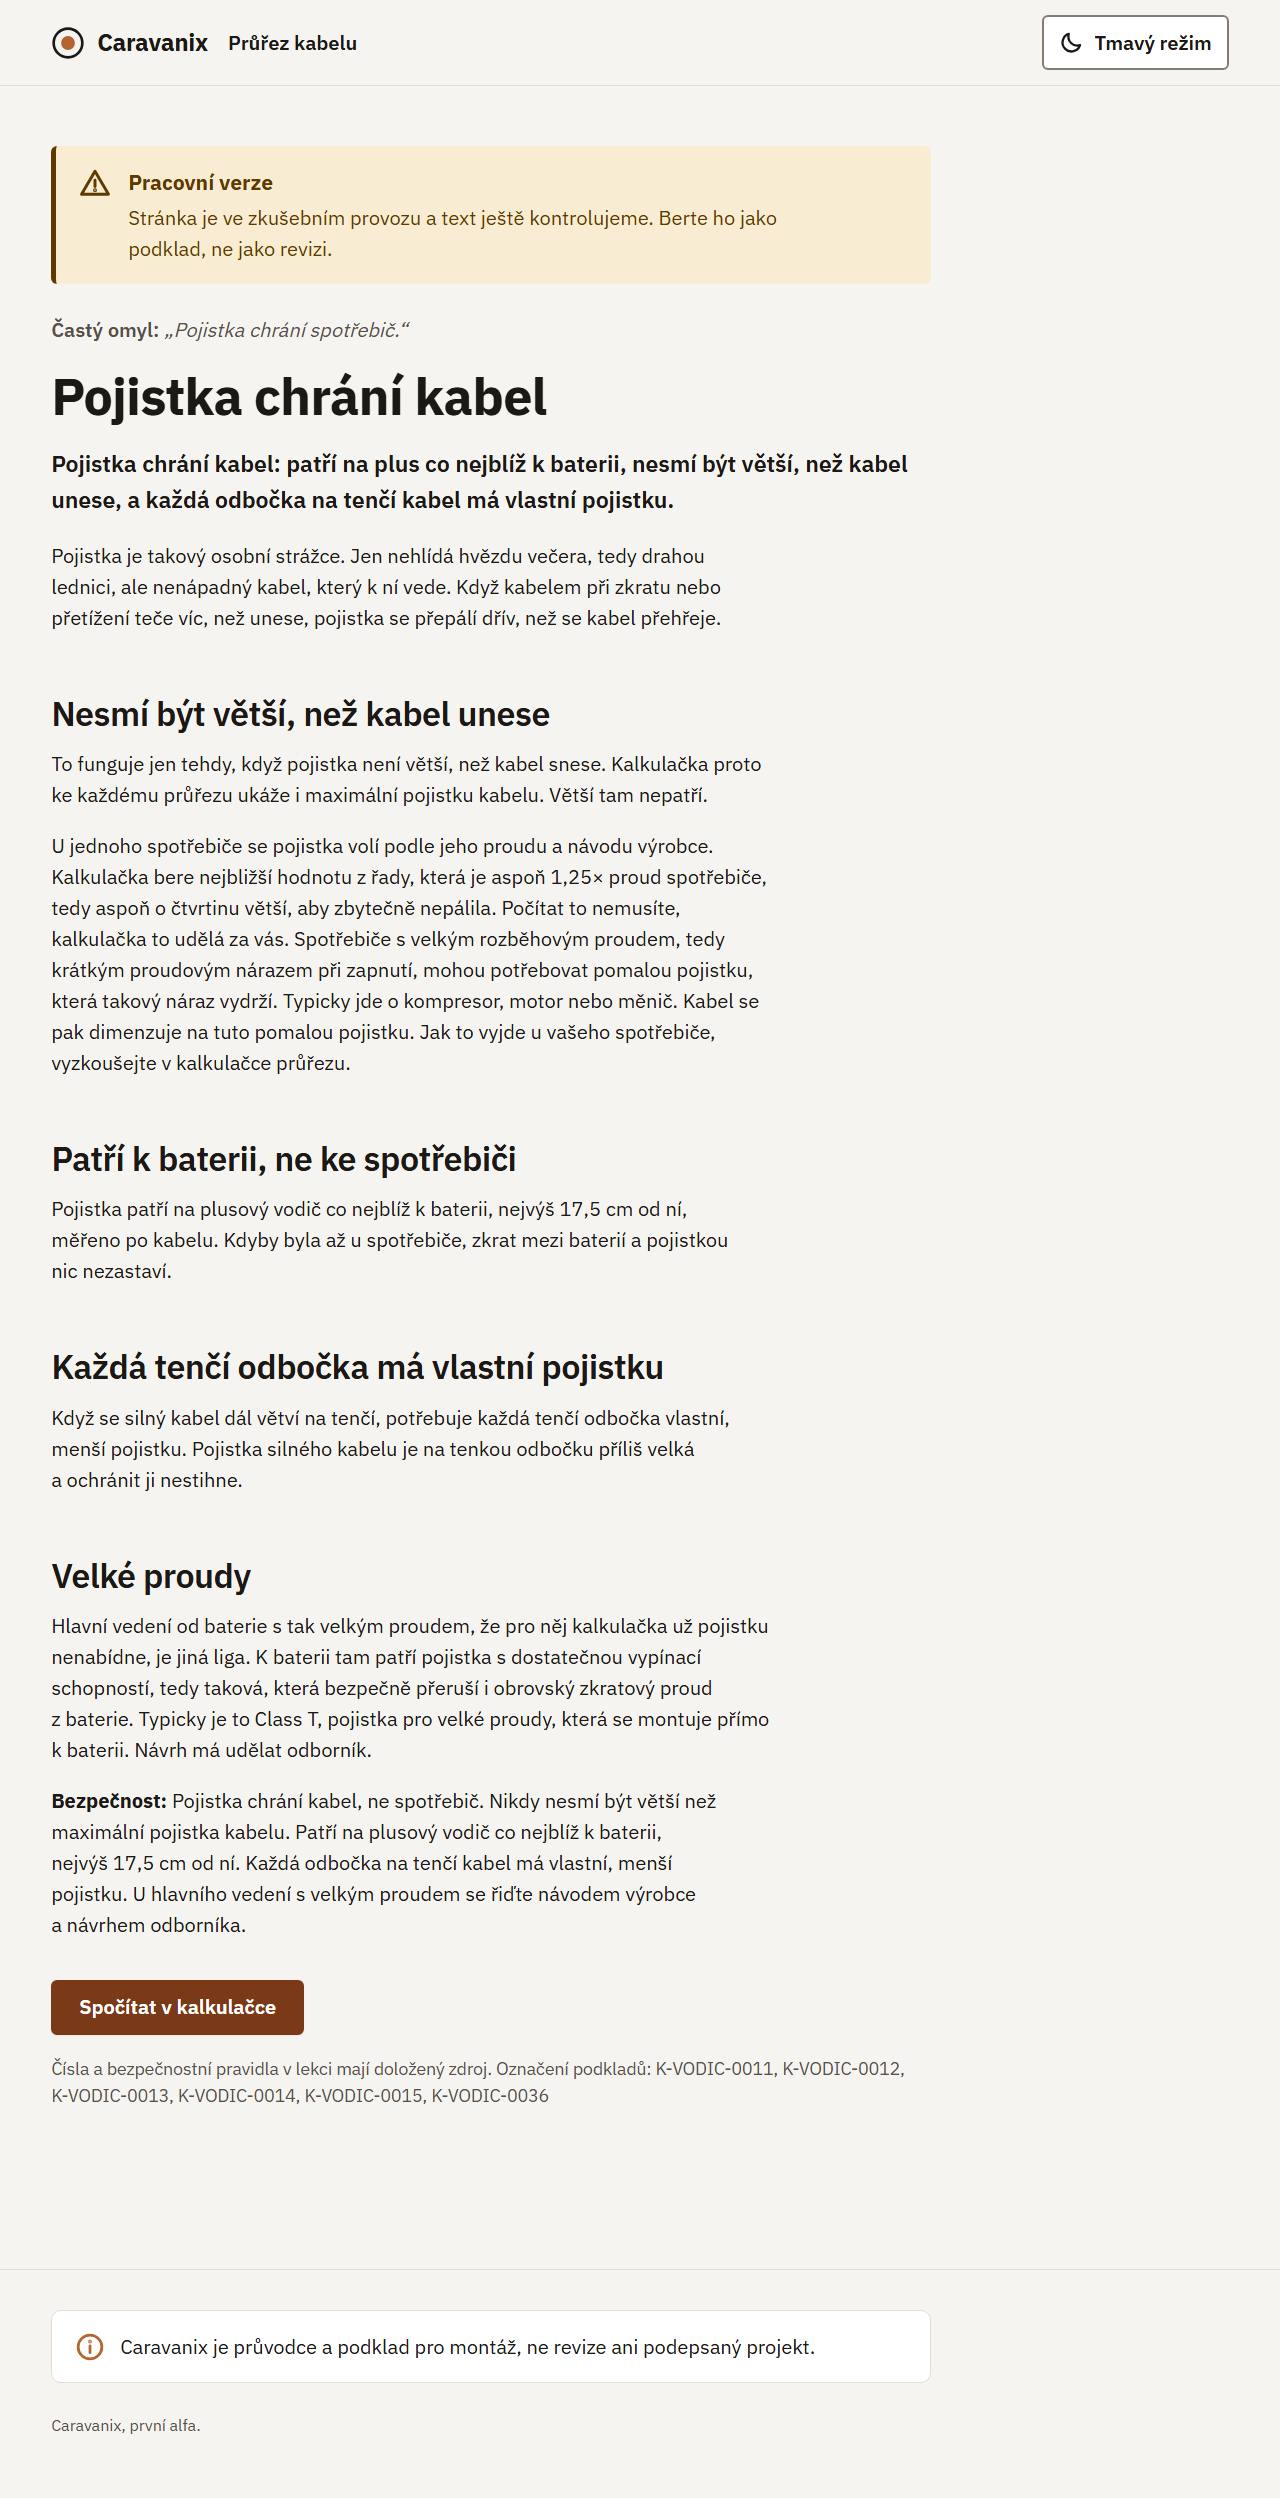 Caravanix Průřez kabelu
Tmavý režim
Pracovní verze
Stránka je ve zkušebním provozu a text ještě kontrolujeme. Berte ho jako
podklad, ne jako revizi.
Častý omyl: „Pojistka chrání spotřebič.“
Pojistka chrání kabel
Pojistka chrání kabel: patří na plus co nejblíž k baterii, nesmí být větší, než kabel
unese, a každá odbočka na tenčí kabel má vlastní pojistku.
Pojistka je takový osobní strážce. Jen nehlídá hvězdu večera, tedy drahou
lednici, ale nenápadný kabel, který k ní vede. Když kabelem při zkratu nebo
přetížení teče víc, než unese, pojistka se přepálí dřív, než se kabel přehřeje.
Nesmí být větší, než kabel unese
To funguje jen tehdy, když pojistka není větší, než kabel snese. Kalkulačka proto
ke každému průřezu ukáže i maximální pojistku kabelu. Větší tam nepatří.
U jednoho spotřebiče se pojistka volí podle jeho proudu a návodu výrobce.
Kalkulačka bere nejbližší hodnotu z řady, která je aspoň 1,25× proud spotřebiče,
tedy aspoň o čtvrtinu větší, aby zbytečně nepálila. Počítat to nemusíte,
kalkulačka to udělá za vás. Spotřebiče s velkým rozběhovým proudem, tedy
krátkým proudovým nárazem při zapnutí, mohou potřebovat pomalou pojistku,
která takový náraz vydrží. Typicky jde o kompresor, motor nebo měnič. Kabel se
pak dimenzuje na tuto pomalou pojistku. Jak to vyjde u vašeho spotřebiče,
vyzkoušejte v kalkulačce průřezu.
Patří k baterii, ne ke spotřebiči
Pojistka patří na plusový vodič co nejblíž k baterii, nejvýš 17,5 cm od ní,
měřeno po kabelu. Kdyby byla až u spotřebiče, zkrat mezi baterií a pojistkou
nic nezastaví.
Každá tenčí odbočka má vlastní pojistku
Když se silný kabel dál větví na tenčí, potřebuje každá tenčí odbočka vlastní,
menší pojistku. Pojistka silného kabelu je na tenkou odbočku příliš velká
a ochránit ji nestihne.
Velké proudy
Hlavní vedení od baterie s tak velkým proudem, že pro něj kalkulačka už pojistku
nenabídne, je jiná liga. K baterii tam patří pojistka s dostatečnou vypínací
schopností, tedy taková, která bezpečně přeruší i obrovský zkratový proud
z baterie. Typicky je to Class T, pojistka pro velké proudy, která se montuje přímo
k baterii. Návrh má udělat odborník.
Bezpečnost: Pojistka chrání kabel, ne spotřebič. Nikdy nesmí být větší než
maximální pojistka kabelu. Patří na plusový vodič co nejblíž k baterii,
nejvýš 17,5 cm od ní. Každá odbočka na tenčí kabel má vlastní, menší
pojistku. U hlavního vedení s velkým proudem se řiďte návodem výrobce
a návrhem odborníka.
Spočítat v kalkulačce
Čísla a bezpečnostní pravidla v lekci mají doložený zdroj. Označení podkladů: K-VODIC-0011, K-VODIC-0012,
K-VODIC-0013, K-VODIC-0014, K-VODIC-0015, K-VODIC-0036
Caravanix je průvodce a podklad pro montáž, ne revize ani podepsaný projekt.
Caravanix, první alfa.